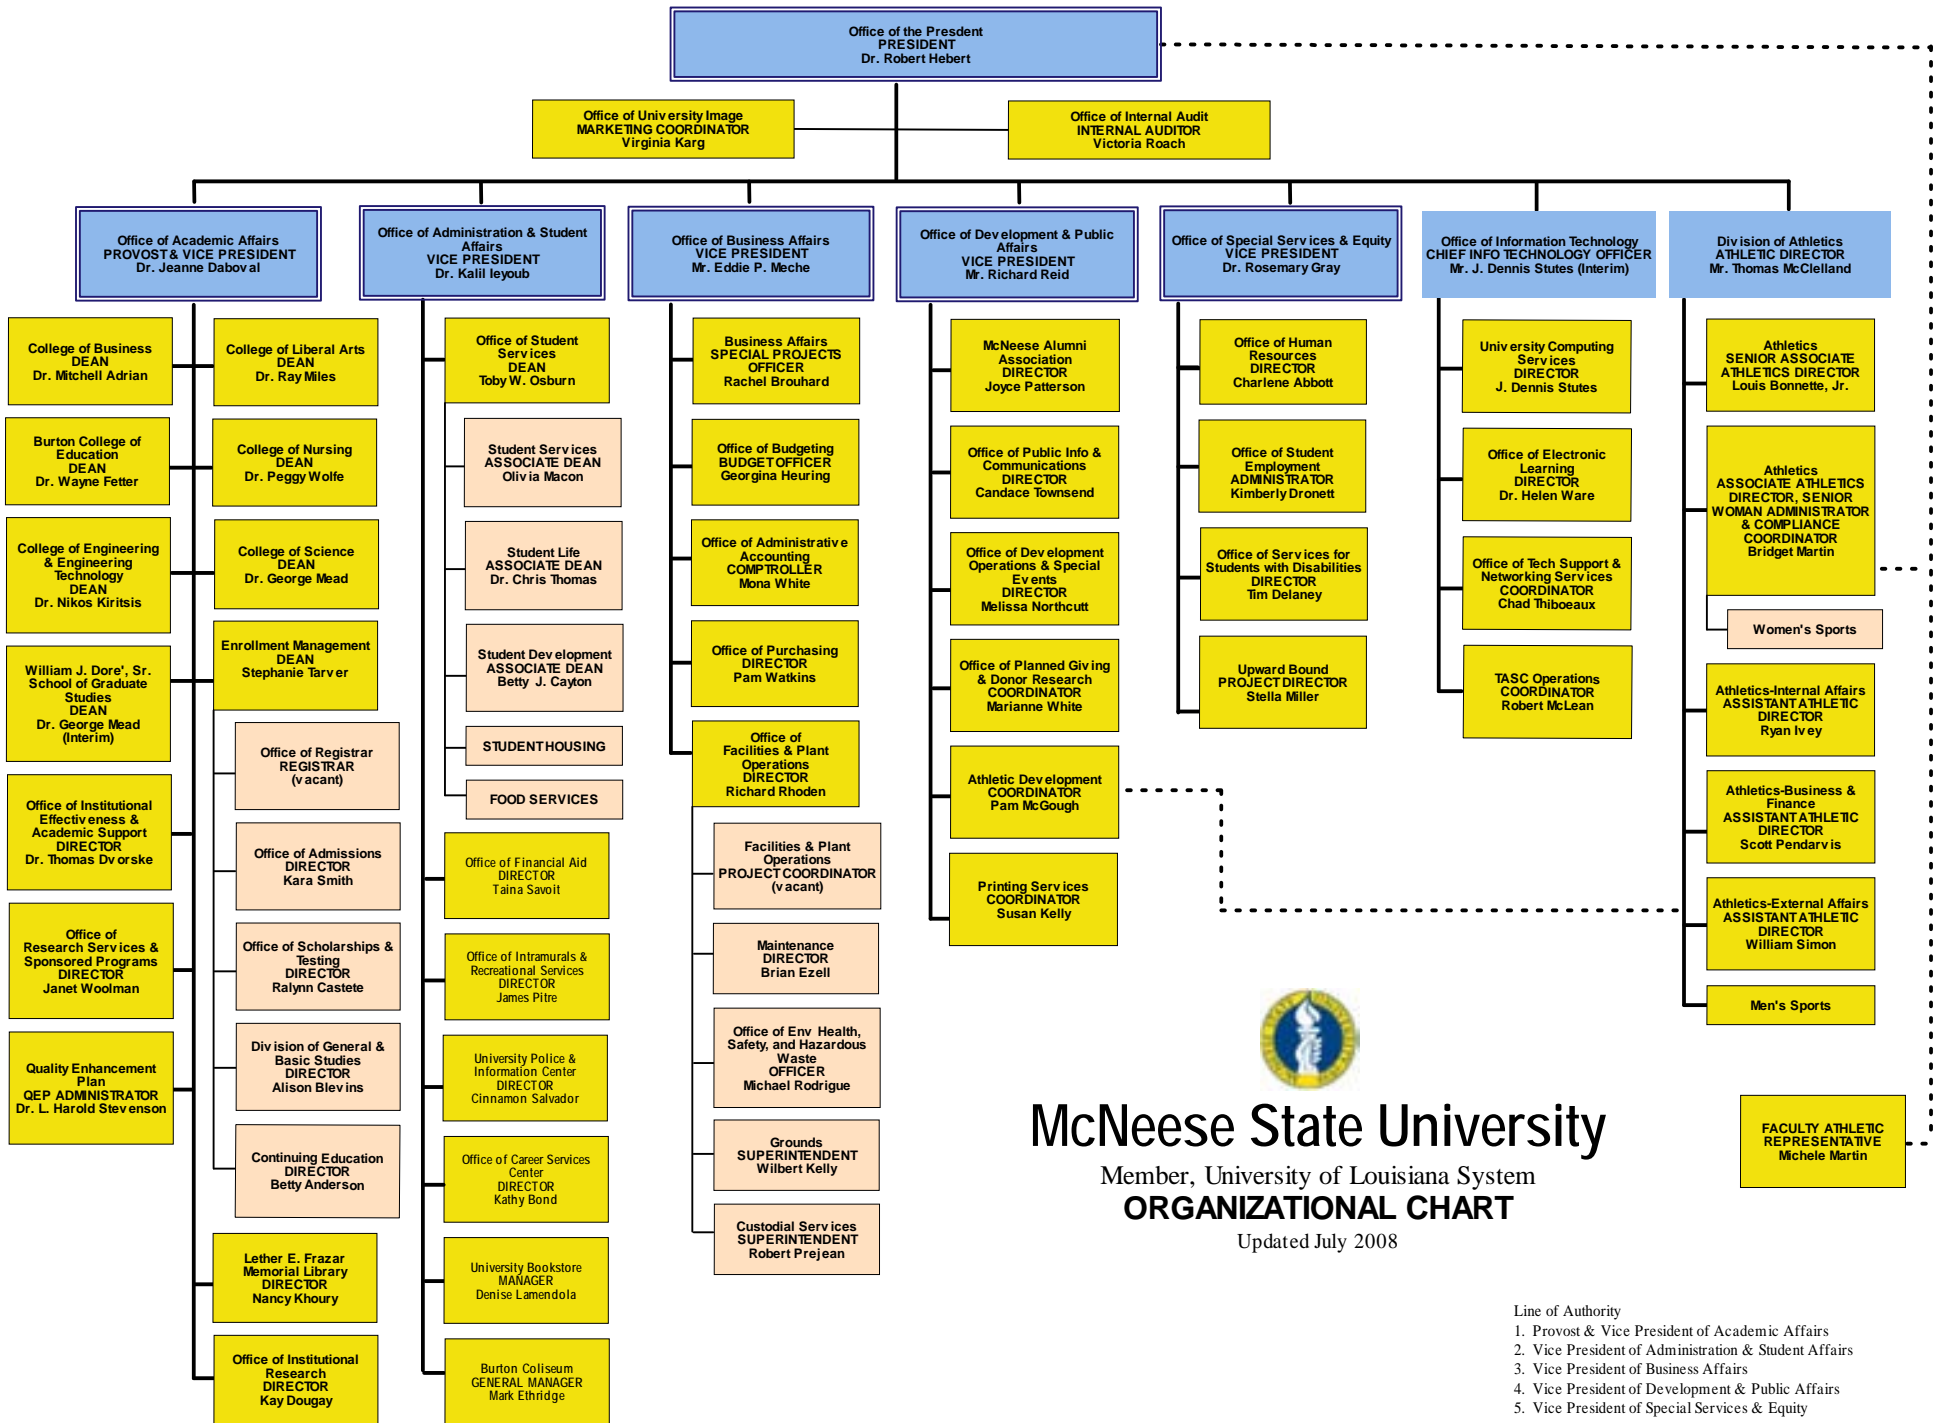 Office of the Presdent
PRESIDENT
Dr. Robert Hebert
Office of University Image
MARKETING COORDINATOR
Virginia Karg
Office of Internal Audit
INTERNAL AUDITOR
Victoria Roach
Office of Academic Affairs
PROVOST & VICE PRESIDENT
Dr. Jeanne Daboval
Office of Administration & Student
Affairs
VICE PRESIDENT
Dr. Kalil Ieyoub
Office of Business Affairs
VICE PRESIDENT
Mr. Eddie P. Meche
Office of Development & Public
Affairs
VICE PRESIDENT
Mr. Richard Reid
Office of Special Services & Equity
VICE PRESIDENT
Dr. Rosemary Gray
Office of Information Technology
CHIEF INFO TECHNOLOGY OFFICER
Mr. J. Dennis Stutes (Interim)
Division of Athletics
ATHLETIC DIRECTOR
Mr. Thomas McClelland
College of Business
DEAN
Dr. Mitchell Adrian
College of Liberal Arts
DEAN
Dr. Ray Miles
Burton College of
Education
DEAN
Dr. Wayne Fetter
College of Nursing
DEAN
Dr. Peggy Wolfe
College of Engineering
& Engineering
Technology
DEAN
Dr. Nikos Kiritsis
College of Science
DEAN
Dr. George Mead
William J. Dore', Sr.
School of Graduate
Studies
DEAN
Dr. George Mead
(Interim)
Enrollment Management
DEAN
Stephanie Tarver
Office of Registrar
REGISTRAR
(vacant)
Office of Institutional
Effectiveness &
Academic Support
DIRECTOR
Dr. Thomas Dvorske
Office of Admissions
DIRECTOR
Kara Smith
Office of
Research Services &
Sponsored Programs
DIRECTOR
Janet Woolman
Office of Scholarships &
Testing
DIRECTOR
Ralynn Castete
Quality Enhancement
Plan
QEP ADMINISTRATOR
Dr. L. Harold Stevenson
Division of General &
Basic Studies
DIRECTOR
Alison Blevins
Continuing Education
DIRECTOR
Betty Anderson
Lether E. Frazar
Memorial Library
DIRECTOR
Nancy Khoury
Office of Institutional
Research
DIRECTOR
Kay Dougay
Office of Student
Services
DEAN
Toby W. Osburn
Student Services
ASSOCIATE DEAN
Olivia Macon
Student Life
ASSOCIATE DEAN
Dr. Chris Thomas
Student Development
ASSOCIATE DEAN
Betty J. Cayton
STUDENT HOUSING
FOOD SERVICES
Office of Financial Aid
DIRECTOR
Taina Savoit
Office of Intramurals &
Recreational Services
DIRECTOR
James Pitre
University Police &
Information Center
DIRECTOR
Cinnamon Salvador
Office of Career Services
Center
DIRECTOR
Kathy Bond
University Bookstore
MANAGER
Denise Lamendola
Burton Coliseum
GENERAL MANAGER
Mark Ethridge
Business Affairs
SPECIAL PROJECTS
OFFICER
Rachel Brouhard
Office of Budgeting
BUDGET OFFICER
Georgina Heuring
Office of Administrative
Accounting
COMPTROLLER
Mona White
Office of Purchasing
DIRECTOR
Pam Watkins
Office of
Facilities & Plant
Operations
DIRECTOR
Richard Rhoden
Facilities & Plant
Operations
PROJECT COORDINATOR
(vacant)
Maintenance
DIRECTOR
Brian Ezell
Office of Env Health,
Safety, and Hazardous
Waste
OFFICER
Michael Rodrigue
Grounds
SUPERINTENDENT
Wilbert Kelly
Custodial Services
SUPERINTENDENT
Robert Prejean
McNeese Alumni
Association
DIRECTOR
Joyce Patterson
Office of Public Info &
Communications
DIRECTOR
Candace Townsend
Office of Development
Operations & Special
Events
DIRECTOR
Melissa Northcutt
Office of Planned Giving
& Donor Research
COORDINATOR
Marianne White
Athletic Development
COORDINATOR
Pam McGough
Printing Services
COORDINATOR
Susan Kelly
Office of Human
Resources
DIRECTOR
Charlene Abbott
Office of Student
Employment
ADMINISTRATOR
Kimberly Dronett
Office of Services for
Students with Disabilities
DIRECTOR
Tim Delaney
Upward Bound
PROJECT DIRECTOR
Stella Miller
University Computing
Services
DIRECTOR
J. Dennis Stutes
Office of Electronic
Learning
DIRECTOR
Dr. Helen Ware
Office of Tech Support &
Networking Services
COORDINATOR
Chad Thiboeaux
TASC Operations
COORDINATOR
Robert McLean
Athletics
SENIOR ASSOCIATE
ATHLETICS DIRECTOR
Louis Bonnette, Jr.
Athletics
ASSOCIATE ATHLETICS
DIRECTOR, SENIOR
WOMAN ADMINISTRATOR
& COMPLIANCE
COORDINATOR
Bridget Martin
Women's Sports
Athletics-Internal Affairs
ASSISTANT ATHLETIC
DIRECTOR
Ryan Ivey
Athletics-Business &
Finance
ASSISTANT ATHLETIC
DIRECTOR
Scott Pendarvis
Athletics-External Affairs
ASSISTANT ATHLETIC
DIRECTOR
William Simon
Men's Sports
FACULTY ATHLETIC
REPRESENTATIVE
Michele Martin
McNeese State University
Member, University of Louisiana System
ORGANIZATIONAL CHART
Updated July 2008
Line of Authority
1. Provost & Vice President of Academic Affairs
2. Vice President of Administration & Student Affairs
3. Vice President of Business Affairs
4. Vice President of Development & Public Affairs
5. Vice President of Special Services & Equity